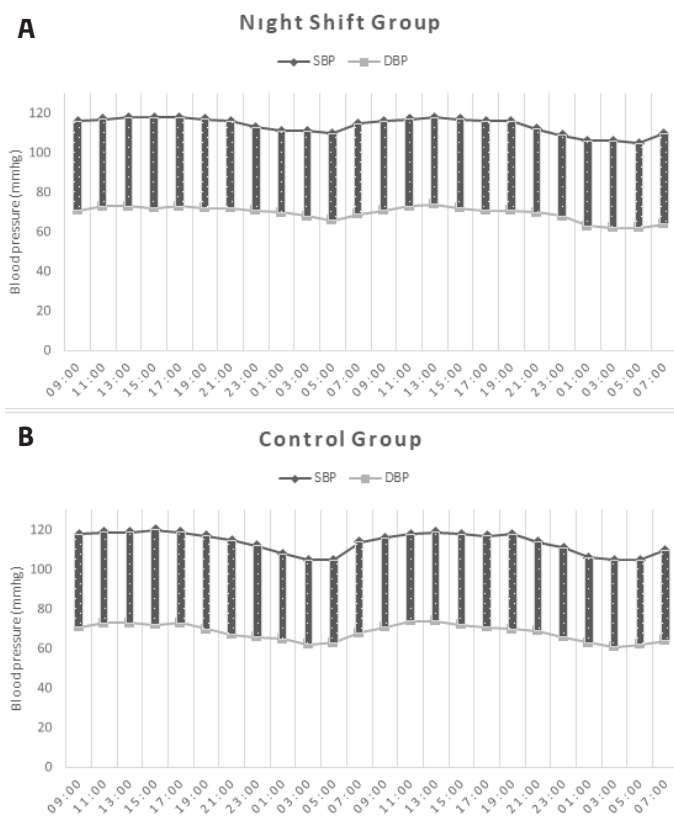 A
Night Shift Group
SBP DBP
Blood pressure (mmhg)
120
100
80
60
40
20
0
09:00 11:00 13:00 15:00 17:00 19:00 21:00 23:00 01:00 03:00 05:00 07:00 09:00 11:00 13:00 15:00 17:00 19:00 21:00 23:00 01:00 03:00 05:00 07:00
B
Control Group
SBP DBP
Blood pressure (mmhg)
120
100
80
60
40
20
0
09:00 11:00 13:00 15:00 17:00 19:00 21:00 23:00 01:00 03:00 05:00 07:00 09:00 11:00 13:00 15:00 17:00 19:00 21:00 23:00 01:00 03:00 05:00 07:00